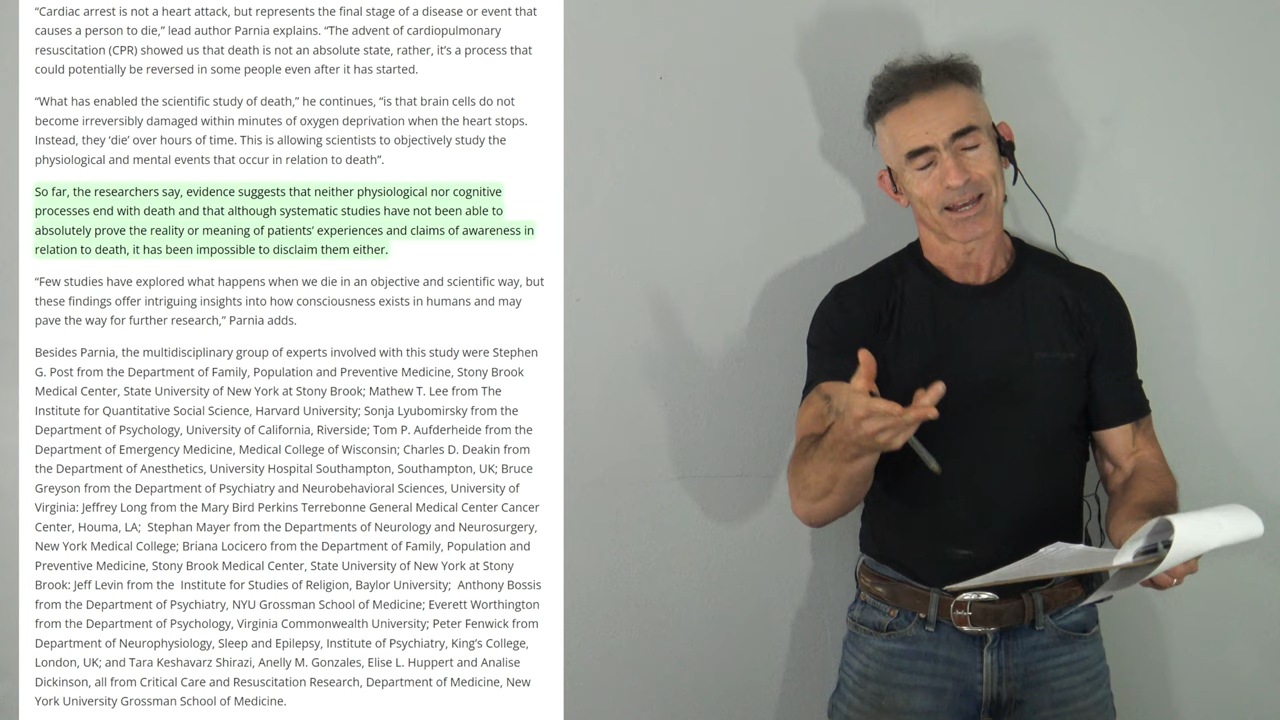 “Cardiac arrest is not a heart attack, but represents the final stage of a disease or event that
causes a person to die,” lead author Parnia explains. “The advent of cardiopulmonary
resuscitation (CPR) showed us that death is not an absolute state, rather, it’s a process that
could potentially be reversed in some people even after it has started.
“What has enabled the scientific study of death,” he continues, “is that brain cells do not
become irreversibly damaged within minutes of oxygen deprivation when the heart stops.
Instead, they ‘die’ over hours of time. This is allowing scientists to objectively study the
physiological and mental events that occur in relation to death”.
So far, the researchers say, evidence suggests that neither physiological nor cognitive
processes end with death and that although systematic studies have not been able to
absolutely prove the reality or meaning of patients’ experiences and claims of awareness in
relation to death, it has been impossible to disclaim them either.
“Few studies have explored what happens when we die in an objective and scientific way, but
these findings offer intriguing insights into how consciousness exists in humans and may
pave the way for further research,” Parnia adds.
Besides Parnia, the multidisciplinary group of experts involved with this study were Stephen
G. Post from the Department of Family, Population and Preventive Medicine, Stony Brook
Medical Center, State University of New York at Stony Brook; Mathew T. Lee from The
Institute for Quantitative Social Science, Harvard University; Sonja Lyubomirsky from the
Department of Psychology, University of California, Riverside; Tom P. Aufderheide from the
Department of Emergency Medicine, Medical College of Wisconsin; Charles D. Deakin from
the Department of Anesthetics, University Hospital Southampton, Southampton, UK; Bruce
Greyson from the Department of Psychiatry and Neurobehavioral Sciences, University of
Virginia: Jeffrey Long from the Mary Bird Perkins Terrebonne General Medical Center Cancer
Center, Houma, LA;  Stephan Mayer from the Departments of Neurology and Neurosurgery,
New York Medical College; Briana Locicero from the Department of Family, Population and
Preventive Medicine, Stony Brook Medical Center, State University of New York at Stony
Brook: Jeff Levin from the  Institute for Studies of Religion, Baylor University;  Anthony Bossis
from the Department of Psychiatry, NYU Grossman School of Medicine; Everett Worthington
from the Department of Psychology, Virginia Commonwealth University; Peter Fenwick from
Department of Neurophysiology, Sleep and Epilepsy, Institute of Psychiatry, King’s College,
London, UK; and Tara Keshavarz Shirazi, Anelly M. Gonzales, Elise L. Huppert and Analise
Dickinson, all from Critical Care and Resuscitation Research, Department of Medicine, New
York University Grossman School of Medicine.